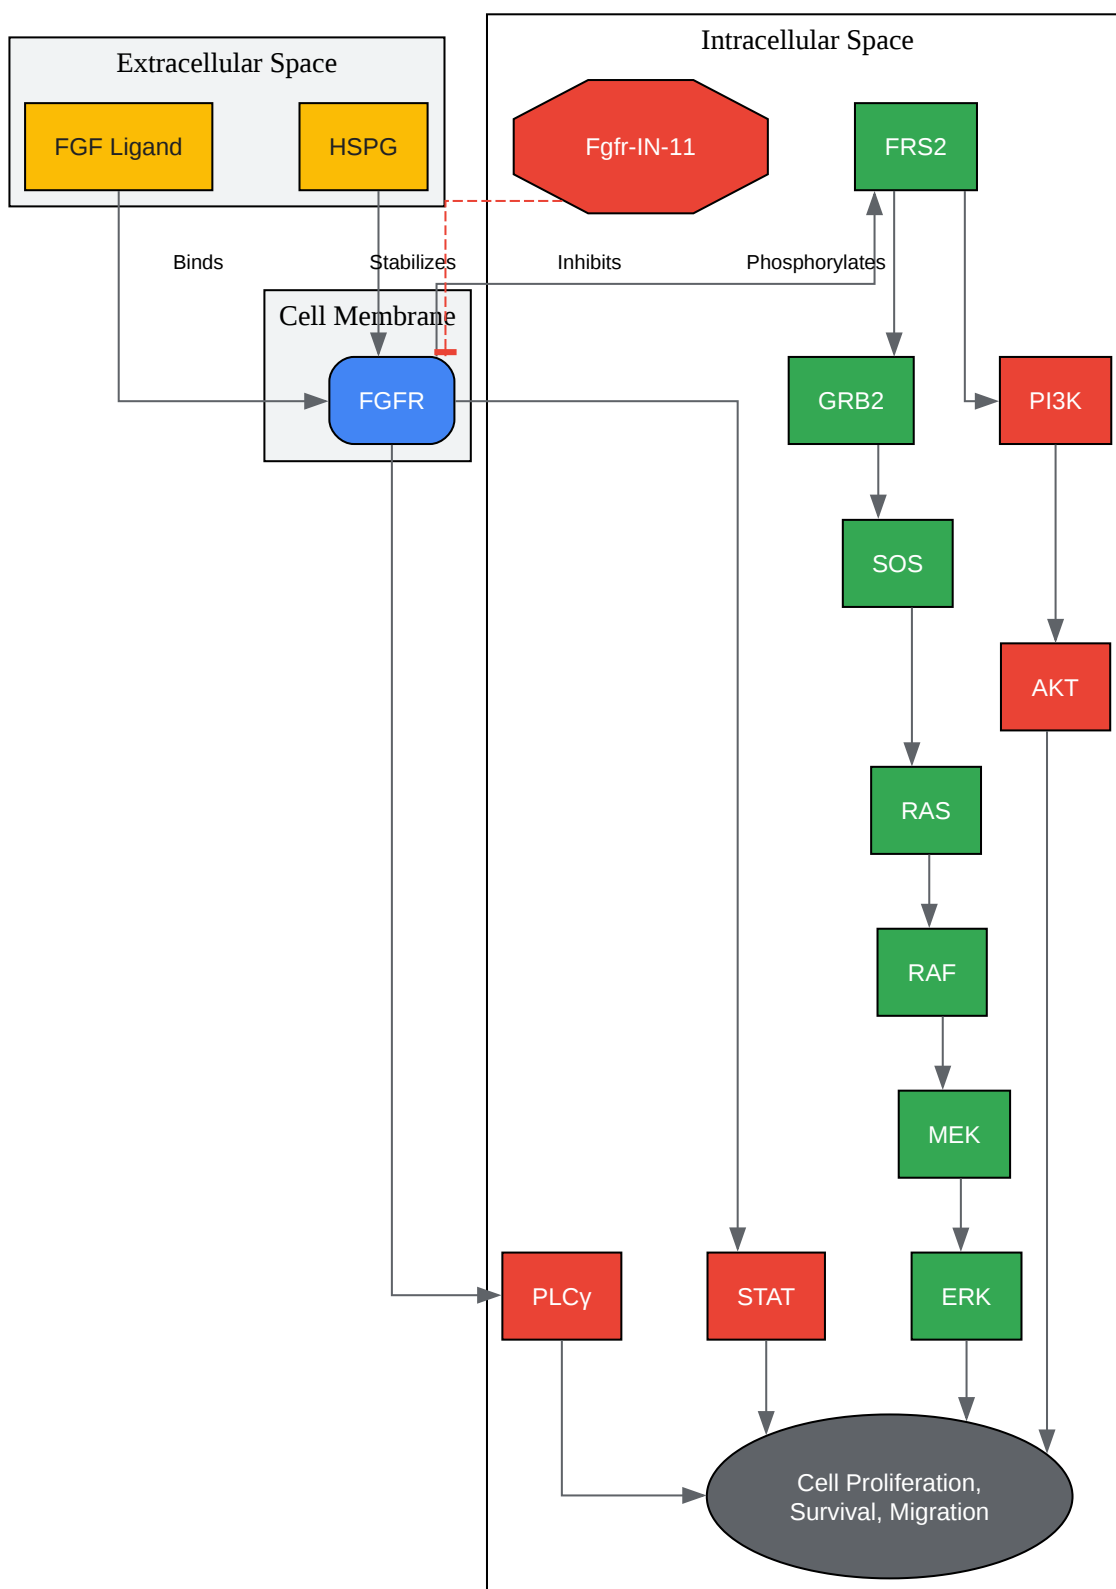 Intracellular Space
Extracellular Space
FGF Ligand
HSPG
Fgfr-IN-11
FRS2
Binds
Stabilizes
Inhibits
Phosphorylates
Cell Membrane
FGFR
GRB2
PI3K
SOS
AKT
RAS
RAF
MEK
PLCγ
STAT
ERK
Cell Proliferation,
Survival, Migration